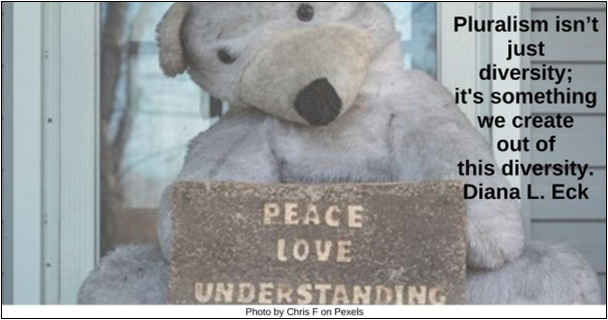 Pluralism isn’t
just
diversity;
it's something
we create
out of
this diversity.
Diana L. Eck
PEACE
LOVE
UNDERSTANDING
Photo by Chris F on Pexels